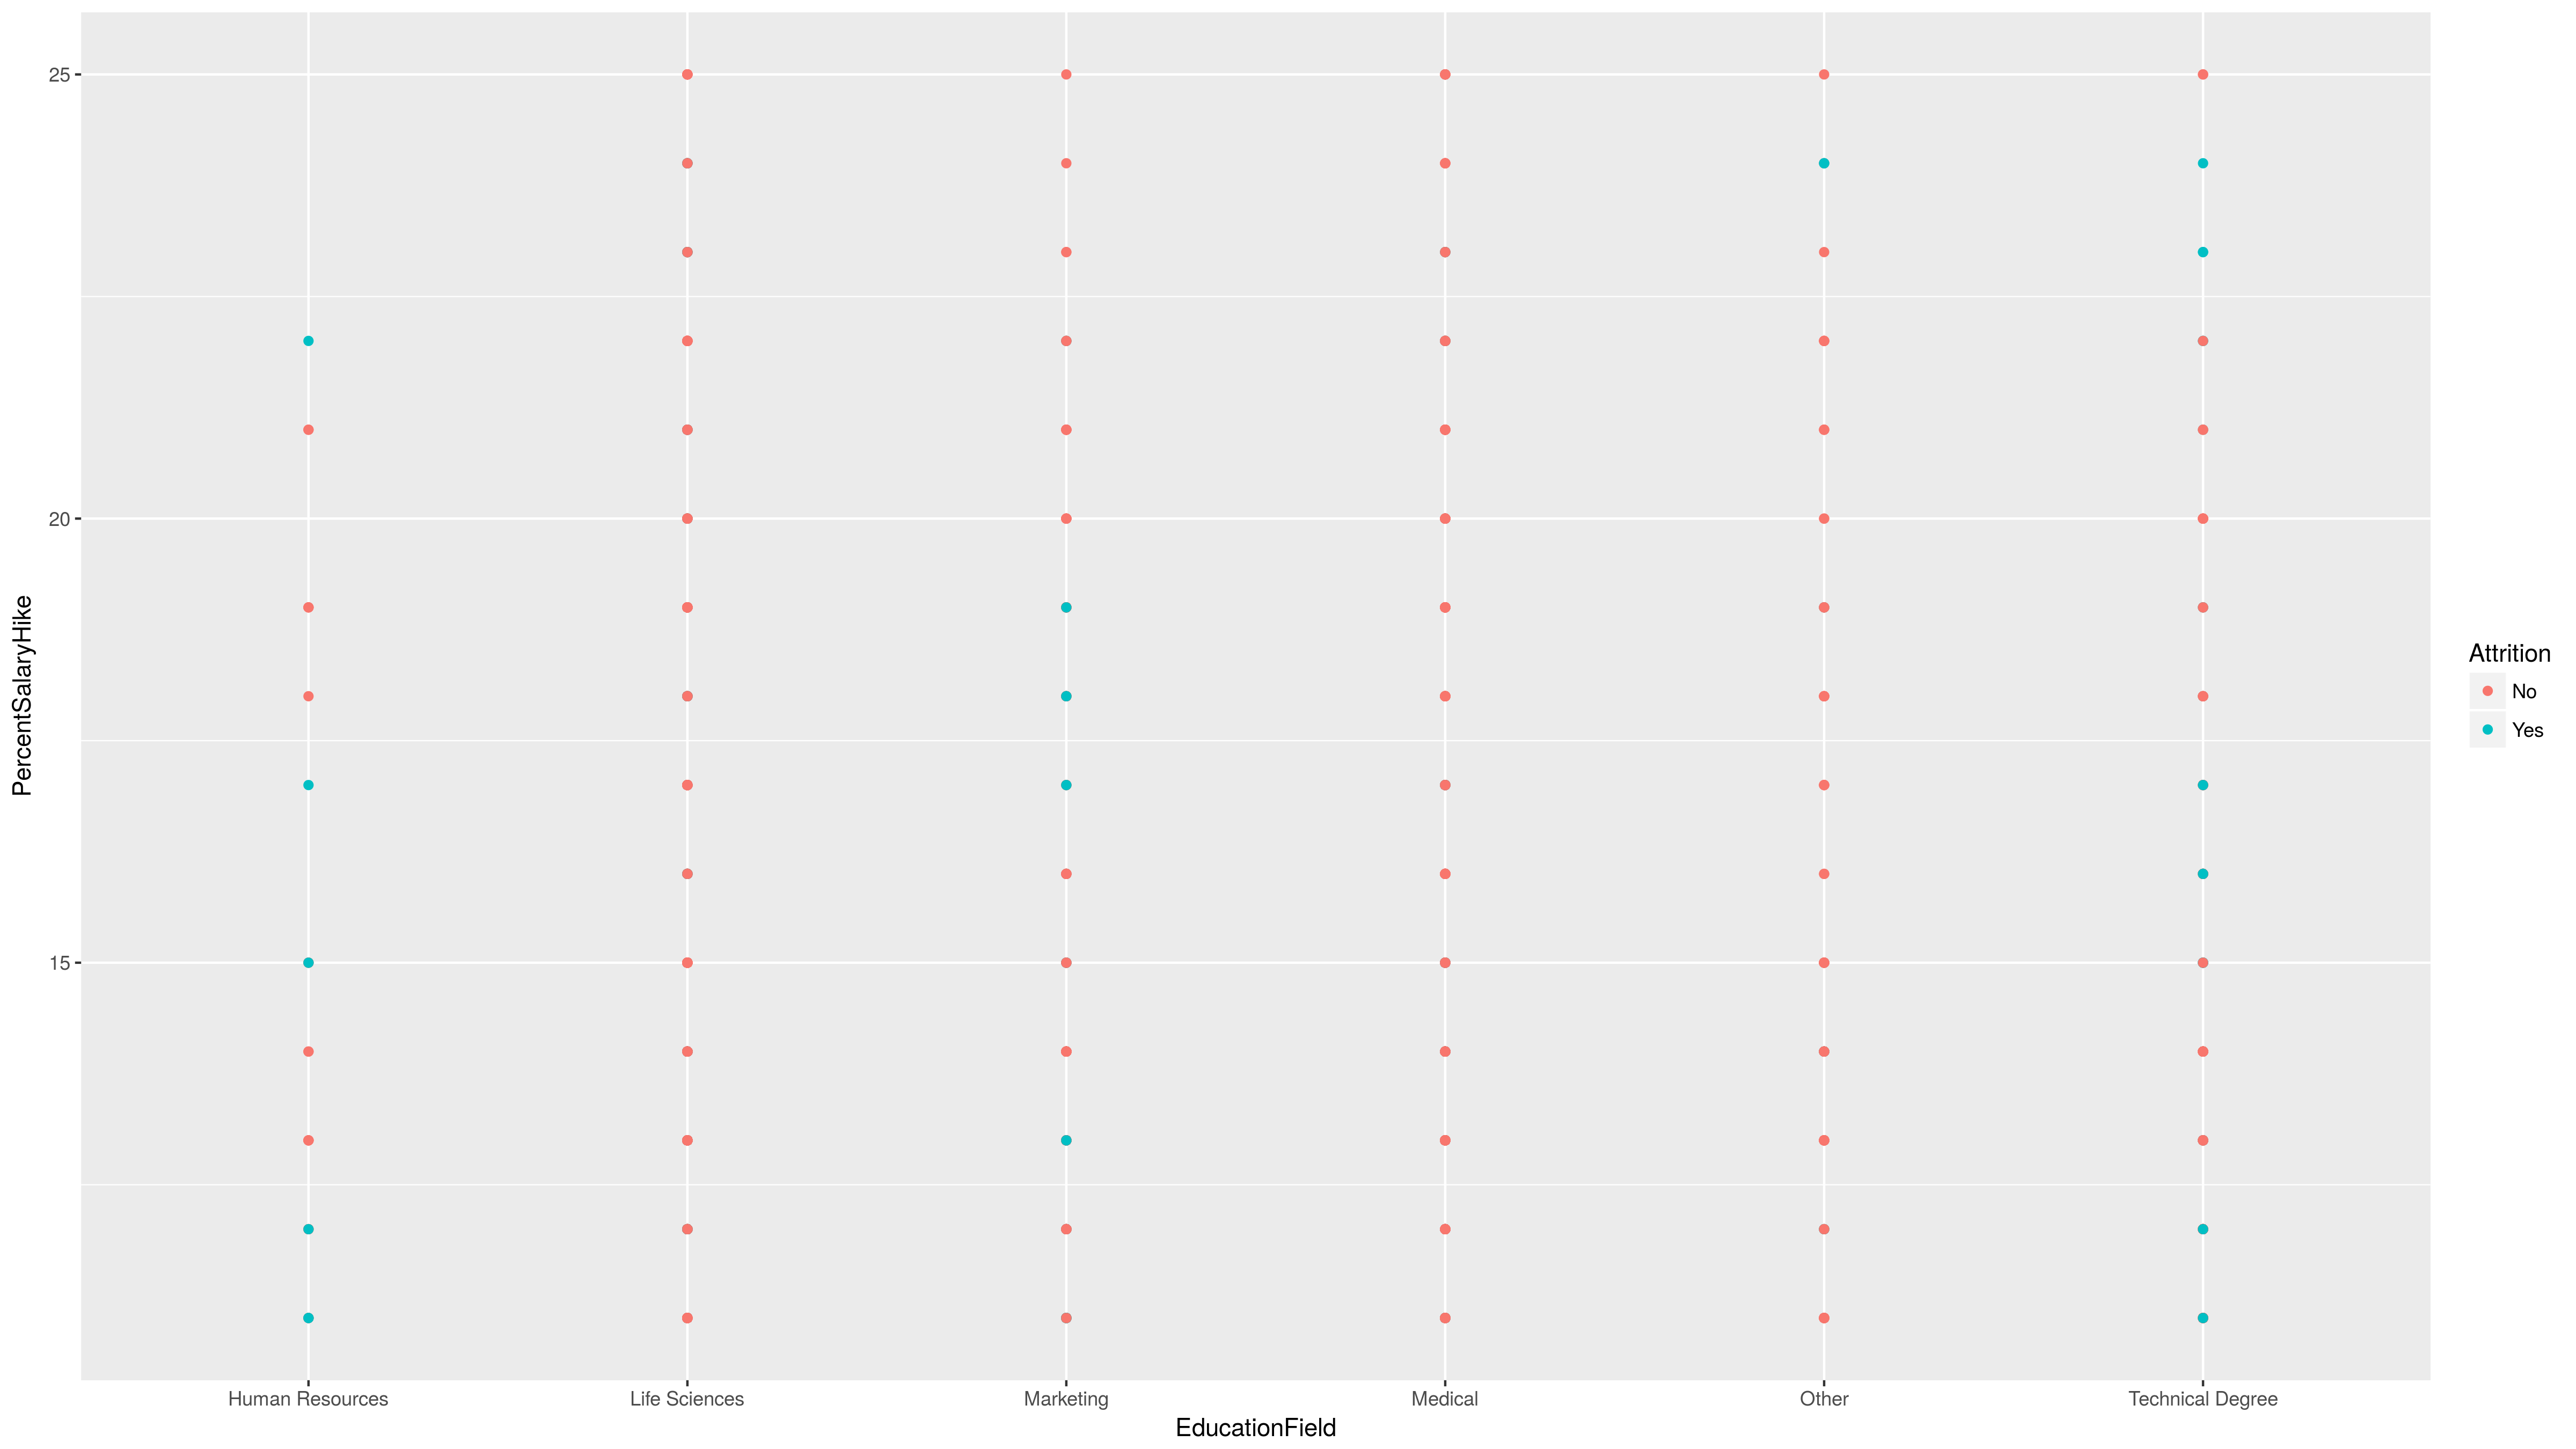 25
20
15
PercentSalaryHike
Human Resources
Life Sciences
Marketing
Medical
Other
Technical Degree
EducationField
Attrition
No
Yes